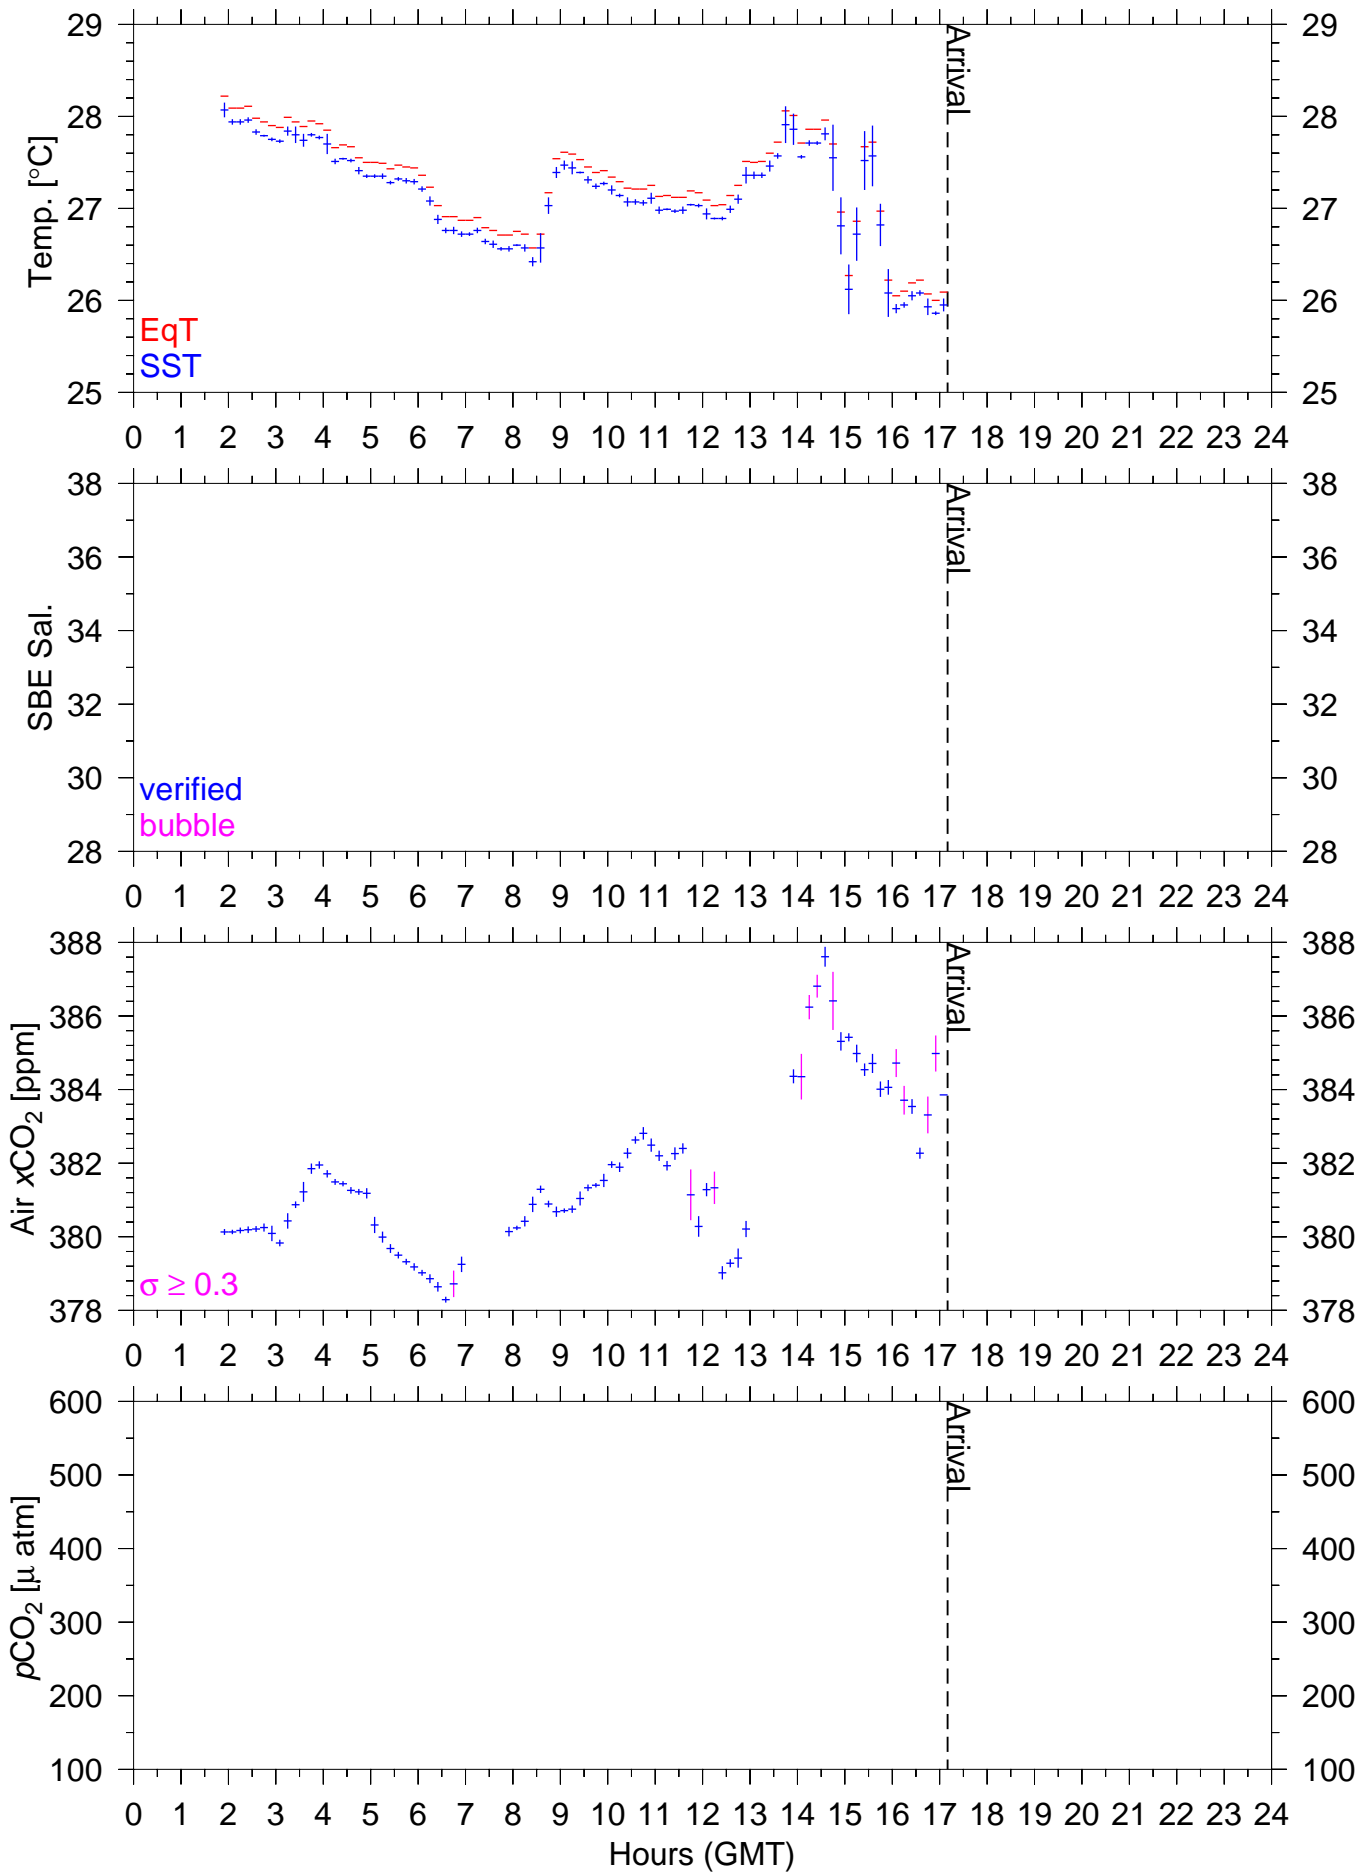 29 29
28 28
27 27
26 26
25 25
Temp. [°C]
Arrival
EqT
SST
0 1 2 3 4 5 6 7 8 9 10 11 12 13 14 15 16 17 18 19 20 21 22 23 24
38 38
36 36
34 34
32 32
30 30
28 28
SBE Sal.
Arrival
verified
bubble
0 1 2 3 4 5 6 7 8 9 10 11 12 13 14 15 16 17 18 19 20 21 22 23 24
388 388
386 386
384 384
382 382
380 380
378 378
Air xCO₂ [ppm]
Arrival
σ ≥ 0.3
0 1 2 3 4 5 6 7 8 9 10 11 12 13 14 15 16 17 18 19 20 21 22 23 24
600 600
500 500
400 400
300 300
200 200
100 100
pCO₂ [µ atm]
Arrival
0 1 2 3 4 5 6 7 8 9 10 11 12 13 14 15 16 17 18 19 20 21 22 23 24
Hours (GMT)